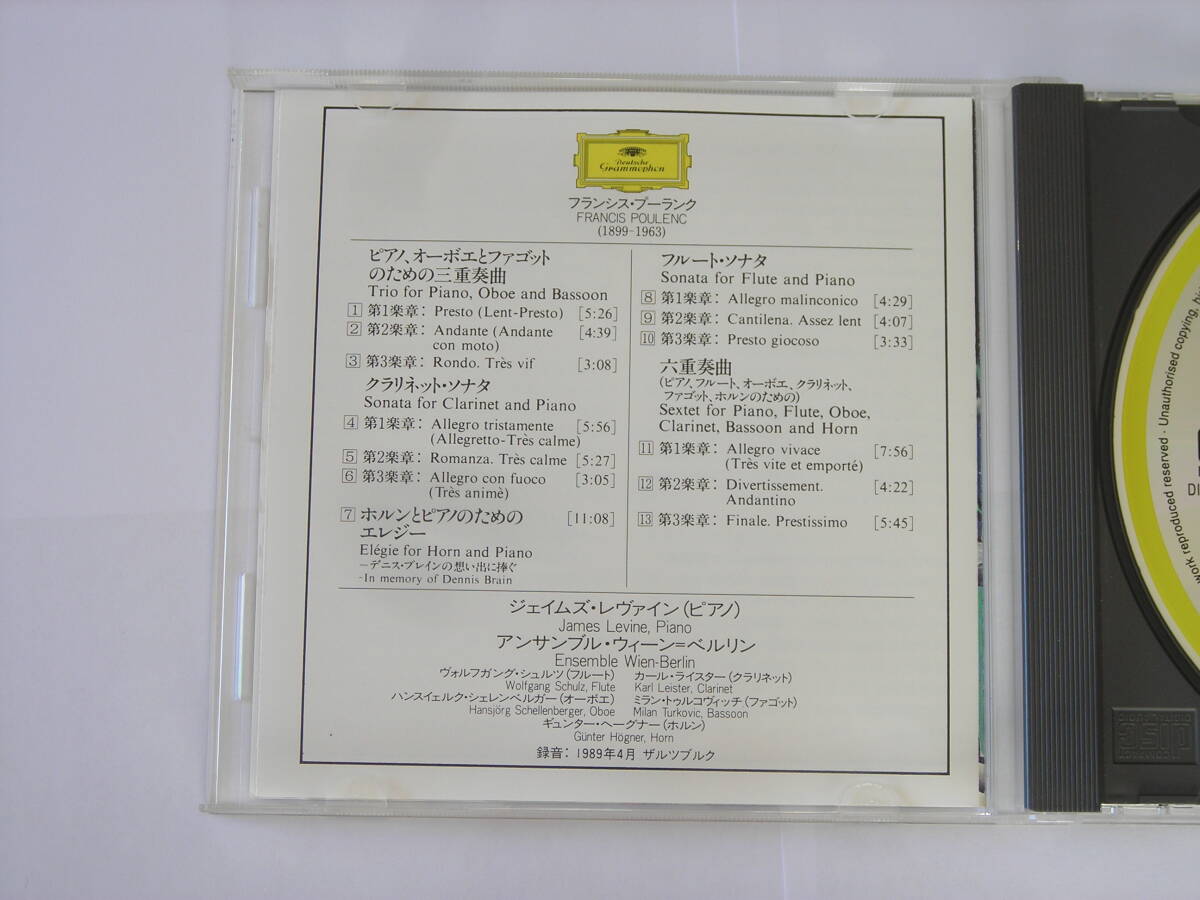 Deutsche
Grammophon
フランシス・プーランク
FRANCIS POULENC
(1899-1963)
ピアノ、オーボエとファゴット
のための三重奏曲
Trio for Piano, Oboe and Bassoon
1 第1楽章: Presto (Lent-Presto) [5:26]
2 第2楽章: Andante (Andante [4:39]
con moto)
3 第3楽章: Rondo. Très vif [3:08]
クラリネット・ソナタ
Sonata for Clarinet and Piano
4 第1楽章: Allegro tristamente [5:56]
(Allegretto-Très calme)
5 第2楽章: Romanza. Très calme [5:27]
6 第3楽章: Allegro con fuoco [3:05]
(Très animè)
7 ホルンとピアノのための [11:08]
エレジー
Elégie for Horn and Piano
−デニス・ブレインの想い出に捧ぐ
-In memory of Dennis Brain
フルート・ソナタ
Sonata for Flute and Piano
8 第1楽章: Allegro malinconico [4:29]
9 第2楽章: Cantilena. Assez lent [4:07]
10 第3楽章: Presto giocoso [3:33]
六重奏曲
(ピアノ、フルート、オーボエ、クラリネット、
ファゴット、ホルンのための)
Sextet for Piano, Flute, Oboe,
Clarinet, Bassoon and Horn
11 第1楽章: Allegro vivace [7:56]
(Très vite et emporté)
12 第2楽章: Divertissement. [4:22]
Andantino
13 第3楽章: Finale. Prestissimo [5:45]
ジェイムズ・レヴァイン(ピアノ)
James Levine, Piano
アンサンブル・ウィーン=ベルリン
Ensemble Wien-Berlin
ヴォルフガング・シュルツ(フルート) カール・ライスター(クラリネット)
Wolfgang Schulz, Flute Karl Leister, Clarinet
ハンスイェルク・シェレンベルガー(オーボエ) ミラン・トゥルコヴィッチ(ファゴット)
Hansjörg Schellenberger, Oboe Milan Turkovic, Bassoon
ギュンター・ヘーグナー(ホルン)
Günter Högner, Horn
録音: 1989年4月 ザルツブルク
work reproduced reserved · Unauthorised copying,
DI